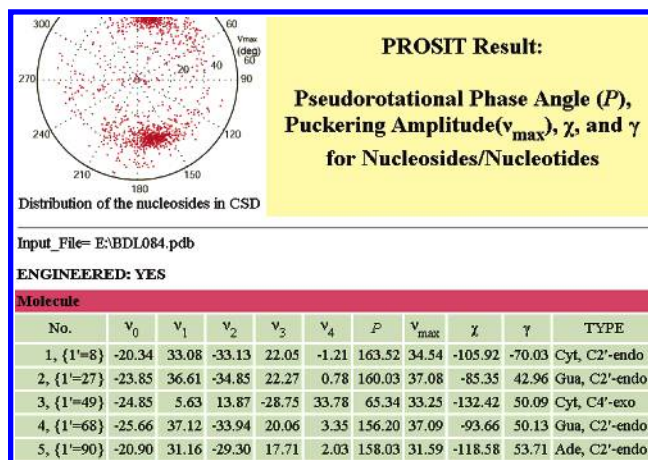 300
60
Vmax
(deg)
60
40
20
0
270
90
240
120
210
150
180
Distribution of the nucleosides in CSD
PROSIT Result:
Pseudorotational Phase Angle (P),
Puckering Amplitude(νmax), χ, and γ
for Nucleosides/Nucleotides
Input_File= E:\BDL084.pdb
ENGINEERED: YES
Molecule
No. ν0 ν1 ν2 ν3 ν4 P νmax χ γ TYPE
1, {1'=8} -20.34 33.08 -33.13 22.05 -1.21 163.52 34.54 -105.92 -70.03 Cyt, C2'-endo
2, {1'=27} -23.85 36.61 -34.85 22.27 0.78 160.03 37.08 -85.35 42.96 Gua, C2'-endo
3, {1'=49} -24.85 5.63 13.87 -28.75 33.78 65.34 33.25 -132.42 50.09 Cyt, C4'-exo
4, {1'=68} -25.66 37.12 -33.94 20.06 3.35 156.20 37.09 -93.66 50.13 Gua, C2'-endo
5, {1'=90} -20.90 31.16 -29.30 17.71 2.03 158.03 31.59 -118.58 53.71 Ade, C2'-endo